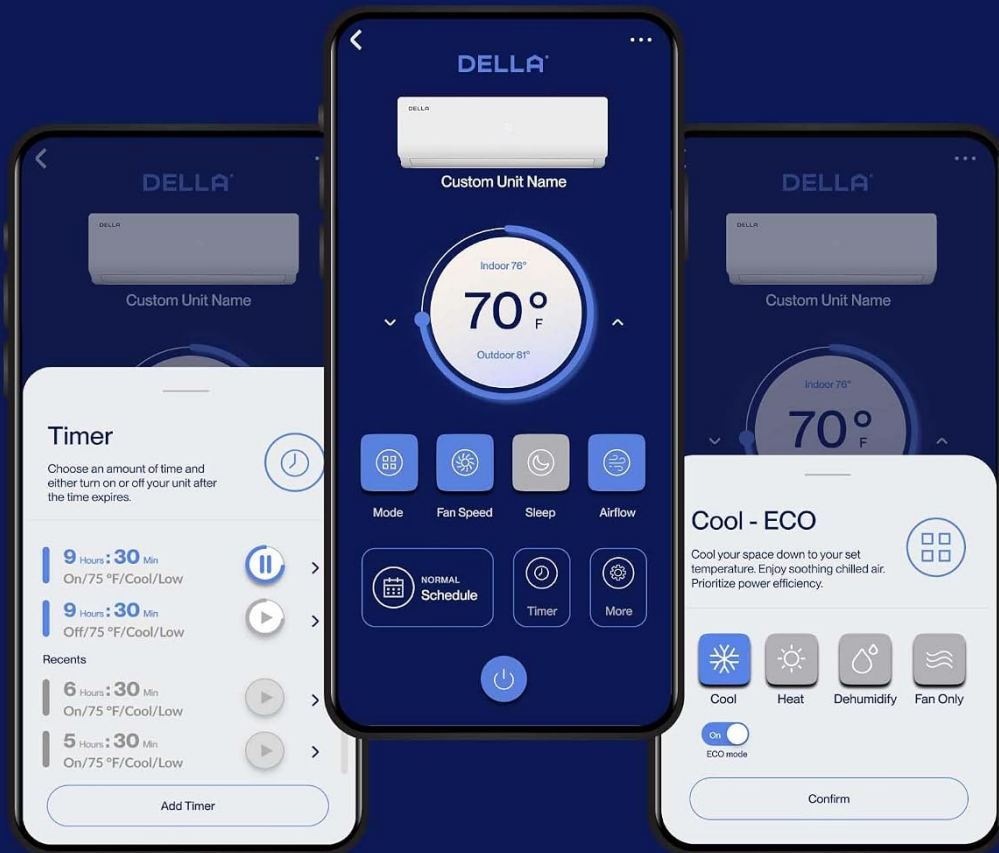 DELLA
DELLA
Custom Unit Name
Timer
Choose an amount of time and
either turn on or off your unit after
the time expires.
9 Hours : 30 Min
On/75 °F/Cool/Low
9 Hours : 30 Min
Off/75 °F/Cool/Low
Recents
6 Hours : 30 Min
On/75 °F/Cool/Low
5 Hours : 30 Min
On/75 °F/Cool/Low
Add Timer
DELLA
DELLA
Custom Unit Name
Indoor 76°
70° F
Outdoor 81°
Mode
Fan Speed
Sleep
Airflow
NORMAL
Schedule
Timer
More
DELLA
DELLA
Custom Unit Name
Indoor 76°
70° F
Cool - ECO
Cool your space down to your set
temperature. Enjoy soothing chilled air.
Prioritize power efficiency.
Cool
Heat
Dehumidify
Fan Only
On
ECO mode
Confirm